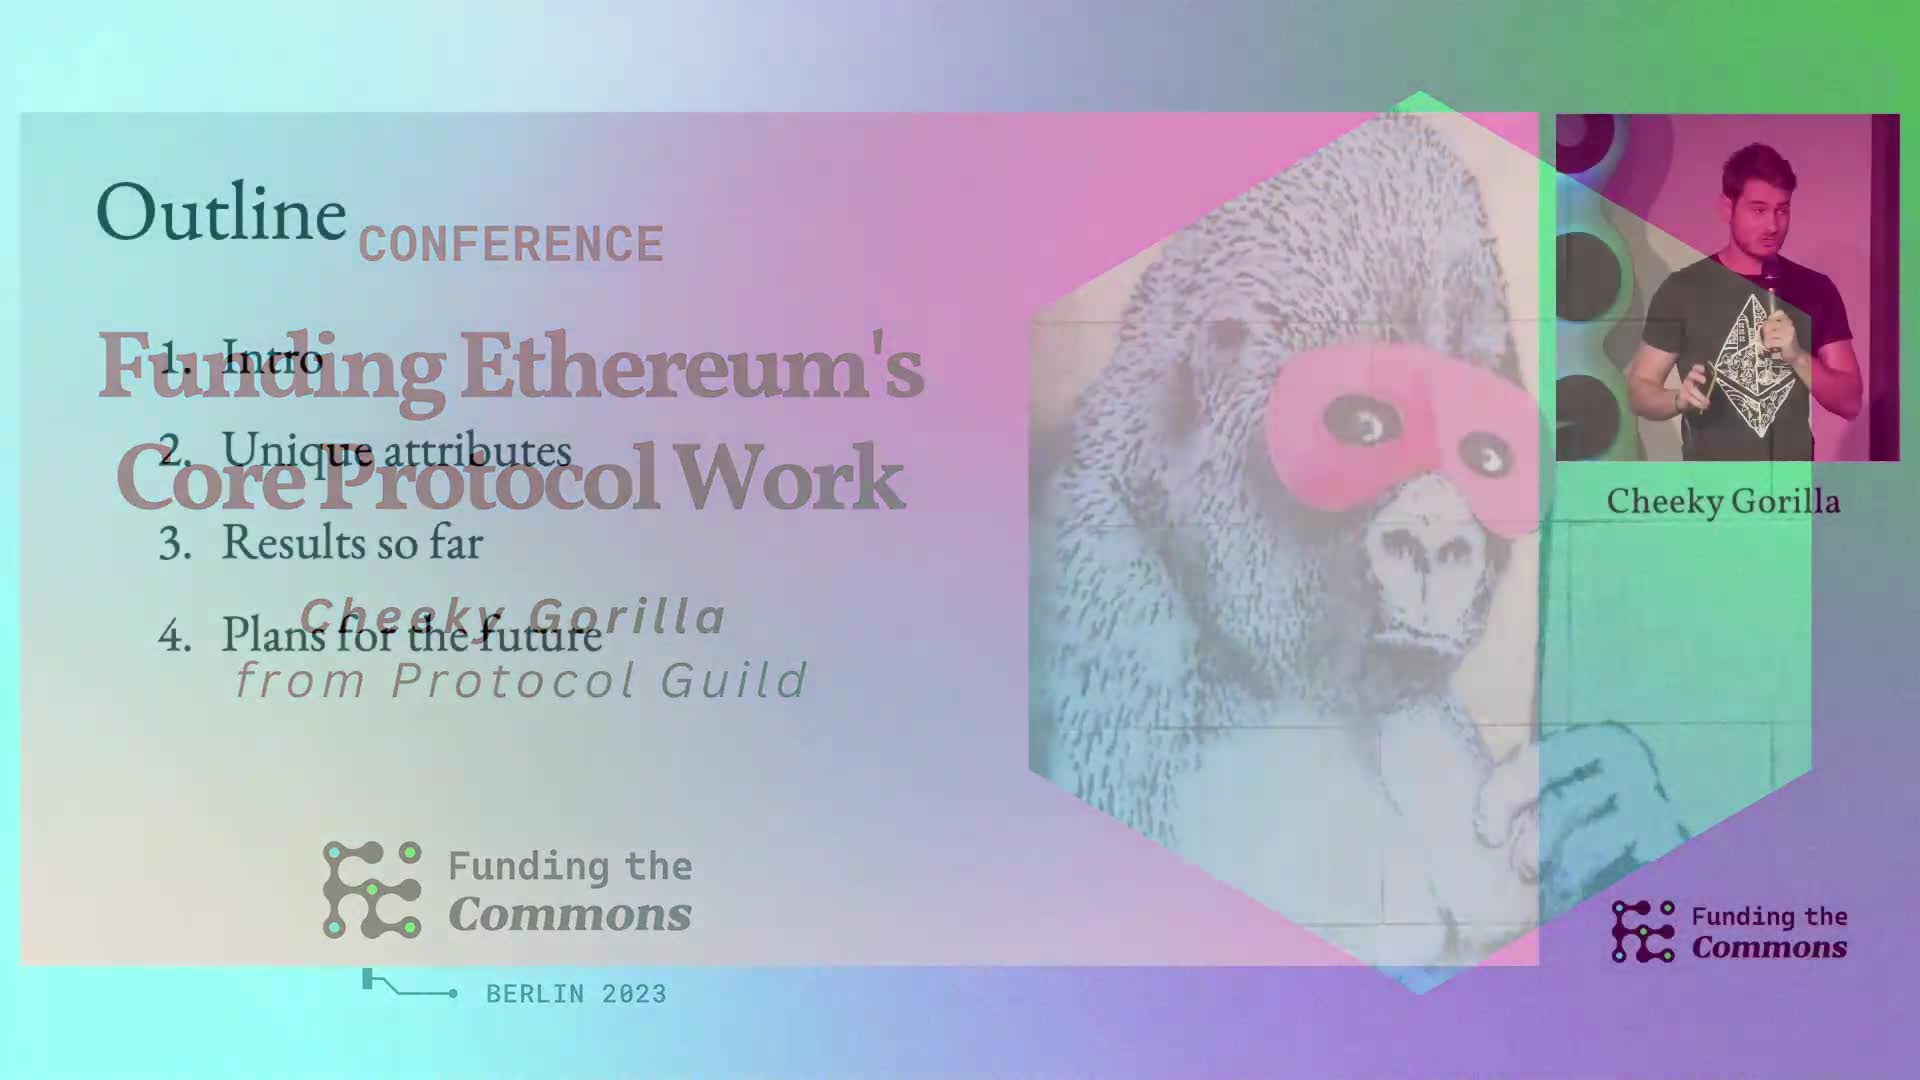 Outline
CONFERENCE
Funding Ethereum's
Core Protocol Work
1. Intro
2. Unique attributes
3. Results so far
4. Plans for the future
Cheeky Gorilla
from Protocol Guild
Funding the
Commons
BERLIN 2023
Cheeky Gorilla
Funding the
Commons